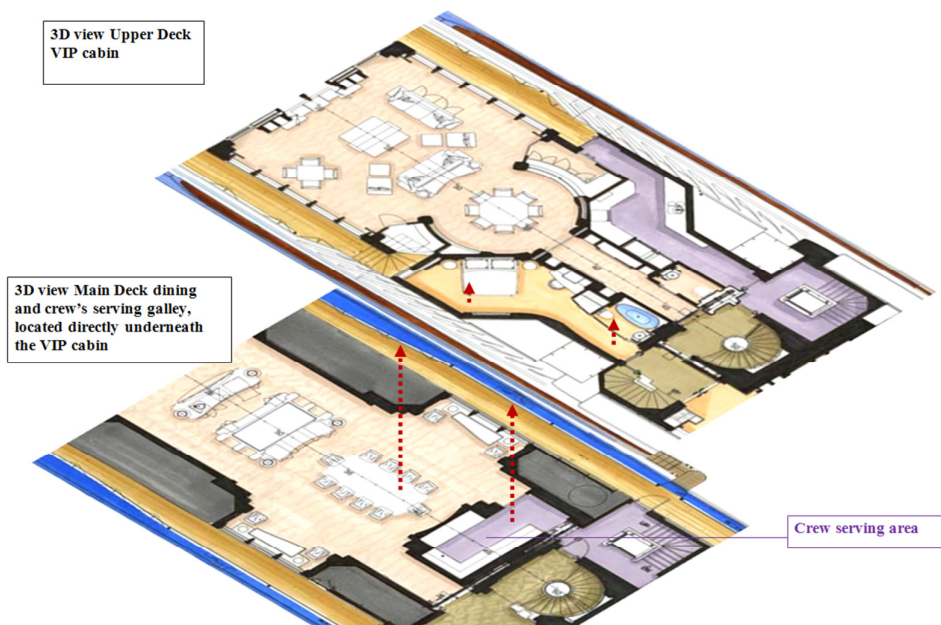 3D view Upper Deck
VIP cabin
3D view Main Deck dining
and crew's serving galley,
located directly underneath
the VIP cabin
Crew serving area